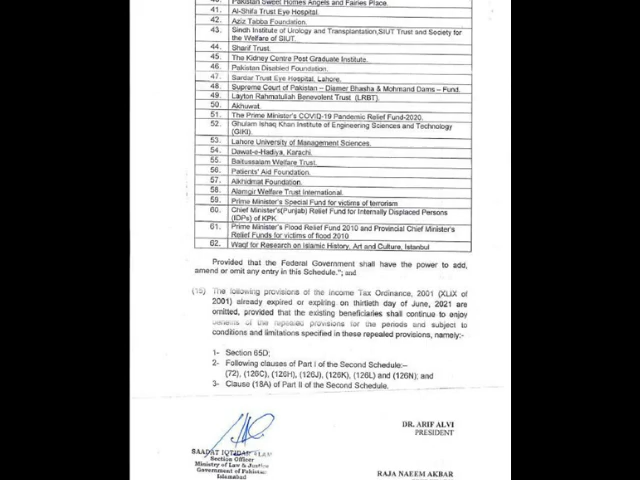 40. Pakistan Sweet Homes Angels and Fairies Place.
41. Al-Shifa Trust Eye Hospital.
42. Aziz Tabba Foundation.
43. Sindh Institute of Urology and Transplantation,SIUT Trust and Society for
the Welfare of SIUT.
44. Sharif Trust.
45. The Kidney Centre Post Graduate Institute.
46. Pakistan Disabled Foundation.
47. Sardar Trust Eye Hospital, Lahore.
48. Supreme Court of Pakistan – Diamer Bhasha & Mohmand Dams – Fund.
49. Layton Rahmatullah Benevolent Trust (LRBT).
50. Akhuwat.
51. The Prime Minister's COVID-19 Pandemic Relief Fund-2020.
52. Ghulam Ishaq Khan Institute of Engineering Sciences and Technology
(GIKI).
53. Lahore University of Management Sciences.
54. Dawat-e-Hadiya, Karachi.
55. Baitussalam Welfare Trust.
56. Patients' Aid Foundation.
57. Alkhidmat Foundation.
58. Alamgir Welfare Trust International.
59. Prime Minister's Special Fund for victims of terrorism
60. Chief Minister's (Punjab) Relief Fund for Internally Displaced Persons
(IDPs) of KPK
61. Prime Minister's Flood Relief Fund 2010 and Provincial Chief Minister's
Relief Funds for victims of flood 2010
62. Waqf for Research on Islamic History, Art and Culture, Istanbul
Provided that the Federal Government shall have the power to add,
amend or omit any entry in this Schedule."; and
(15) The following provisions of the Income Tax Ordinance, 2001 (XLIX of
2001) already expired or expiring on thirtieth day of June, 2021 are
omitted, provided that the existing beneficiaries shall continue to enjoy
benefits of the repealed provisions for the periods and subject to
conditions and limitations specified in these repealed provisions, namely:-
1- Section 65D;
2- Following clauses of Part I of the Second Schedule:–
(72), (126C), (126H), (126J), (126K), (126L) and (126N); and
3- Clause (18A) of Part II of the Second Schedule.
DR. ARIF ALVI
PRESIDENT
SAADAT IQTIDAR ALAM
Section Officer
Ministry of Law & Justice
Government of Pakistan
Islamabad
RAJA NAEEM AKBAR